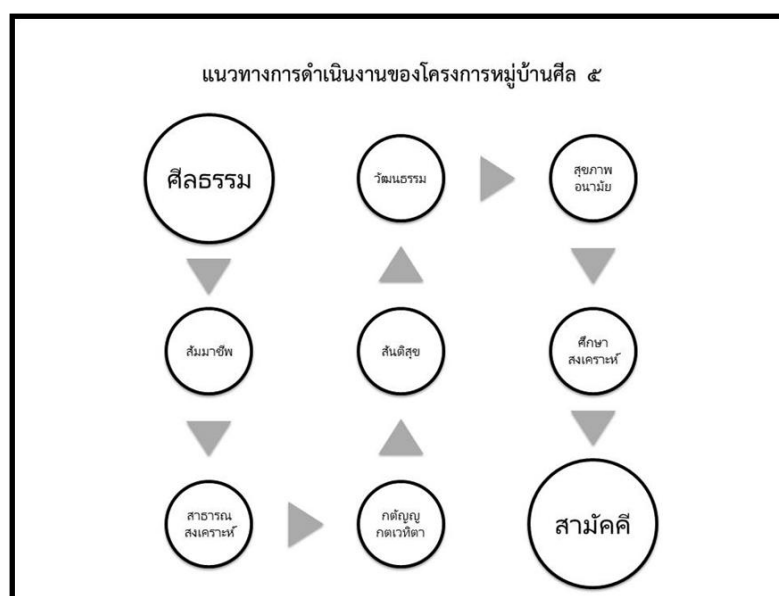 แนวทางการดำเนินงานของโครงการหมู่บ้านศีล ๕
ศีลธรรม
สัมมาชีพ
สาธารณ
สงเคราะห์
กตัญญู
กตเวทิตา
สันติสุข
วัฒนธรรม
สุขภาพ
อนามัย
ศึกษา
สงเคราะห์
สามัคคี